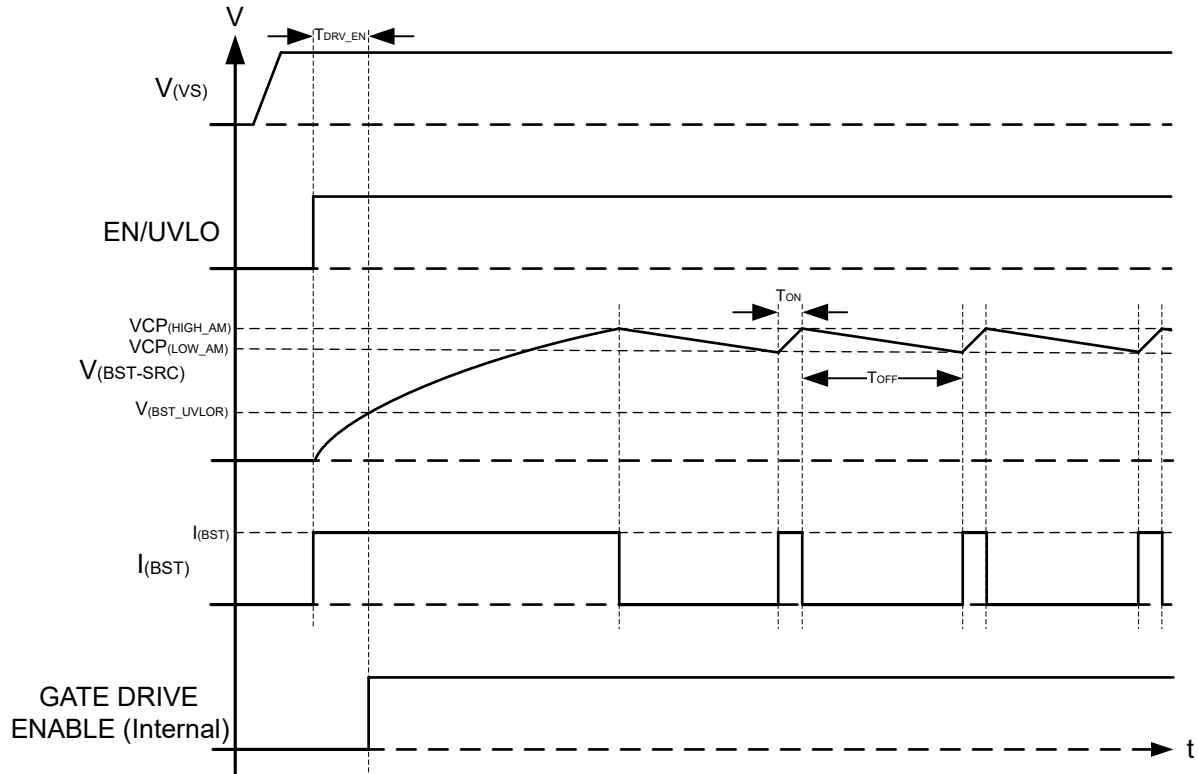 V
TDRV_EN
V(VS)
EN/UVLO
TON
VCP(HIGH_AM)
VCP(LOW_AM)
V(BST-SRC)
TOFF
V(BST_UVLOR)
I(BST)
I(BST)
GATE DRIVE
ENABLE (Internal)
t